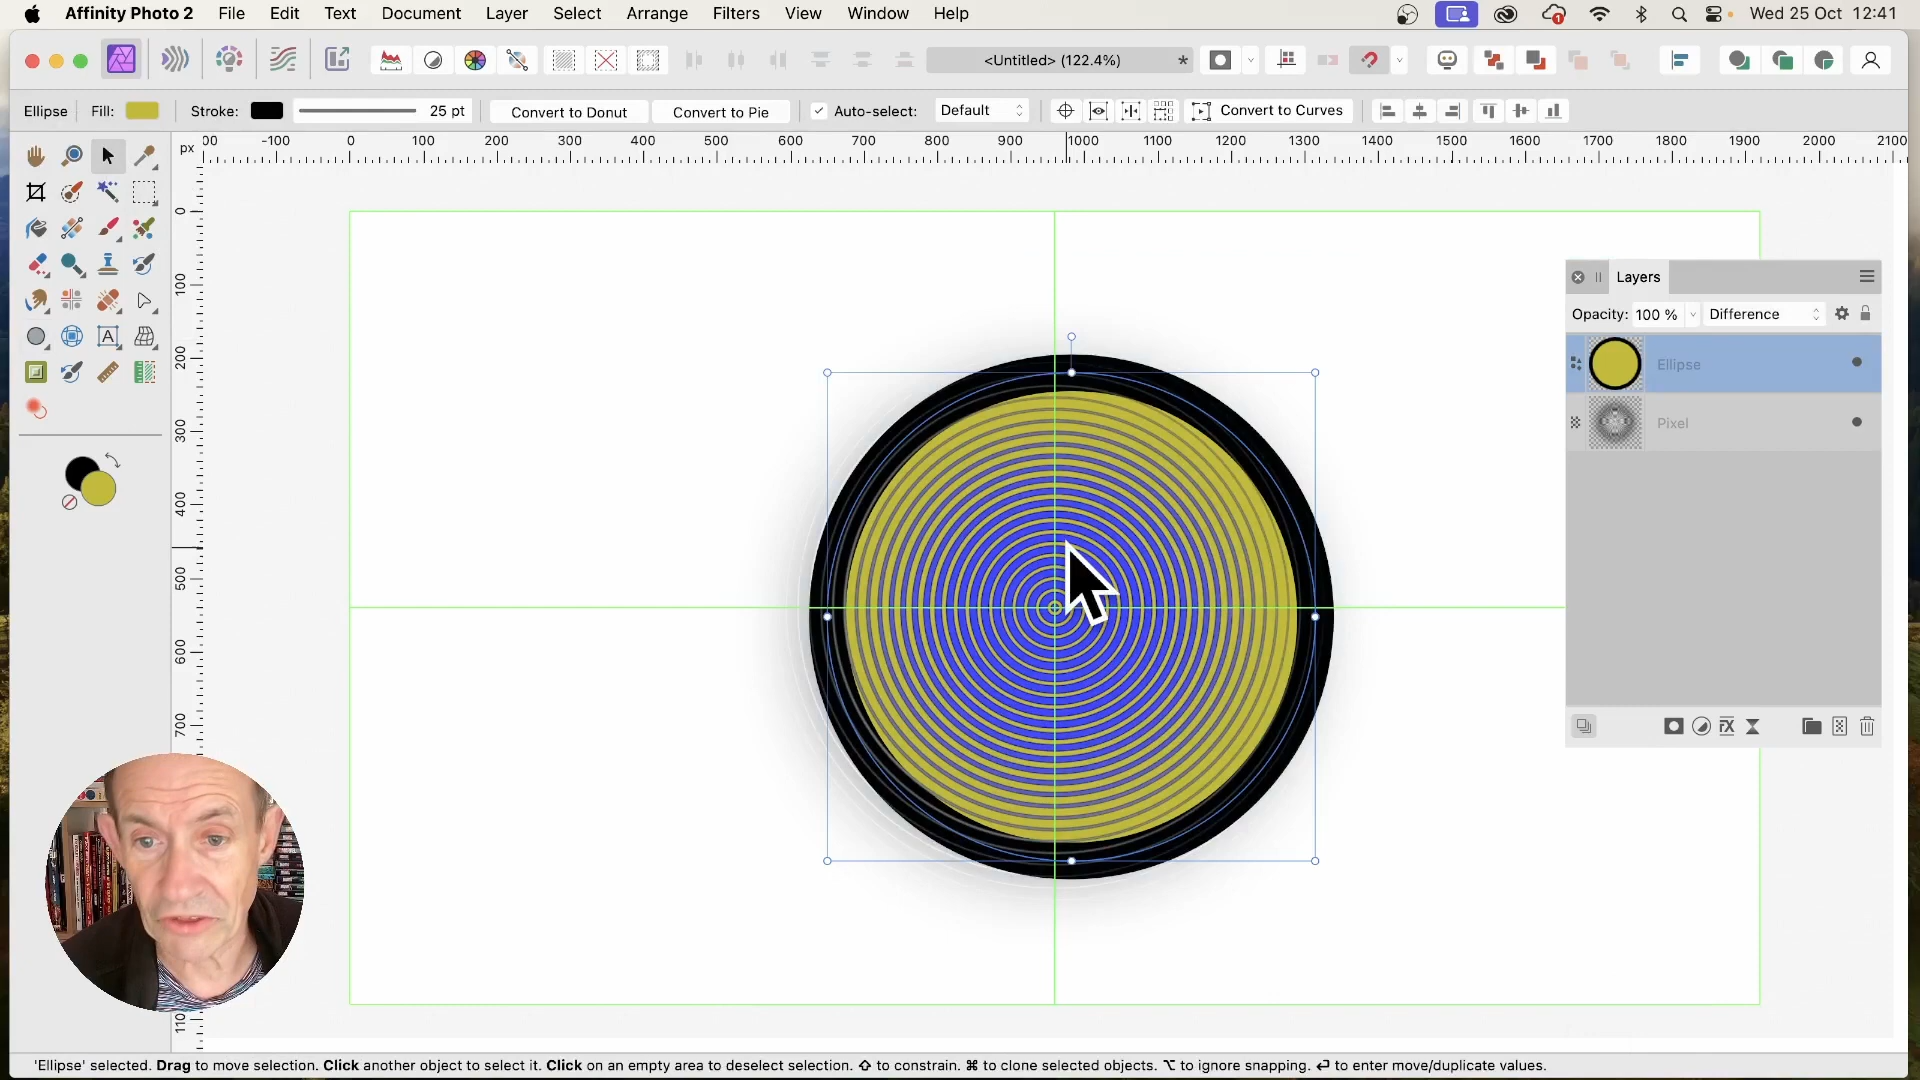 Affinity Photo 2 File Edit Text Document Layer Select Arrange Filters View Window Help Wed 25 Oct 12:41
<Untitled> (122.4%) *
Ellipse Fill: Stroke: 25 pt Convert to Donut Convert to Pie Auto-select: Default Convert to Curves
px 00 -100 0 100 200 300 400 500 600 700 800 900 1000 1100 1200 1300 1400 1500 1600 1700 1800 1900 2000 2100
0
100
200
300
400
500
600
700
110
Layers
Opacity: 100 % Difference
Ellipse
Pixel
'Ellipse' selected. Drag to move selection. Click another object to select it. Click on an empty area to deselect selection. ⇧ to constrain. ⌘ to clone selected objects. ⌥ to ignore snapping. ↵ to enter move/duplicate values.